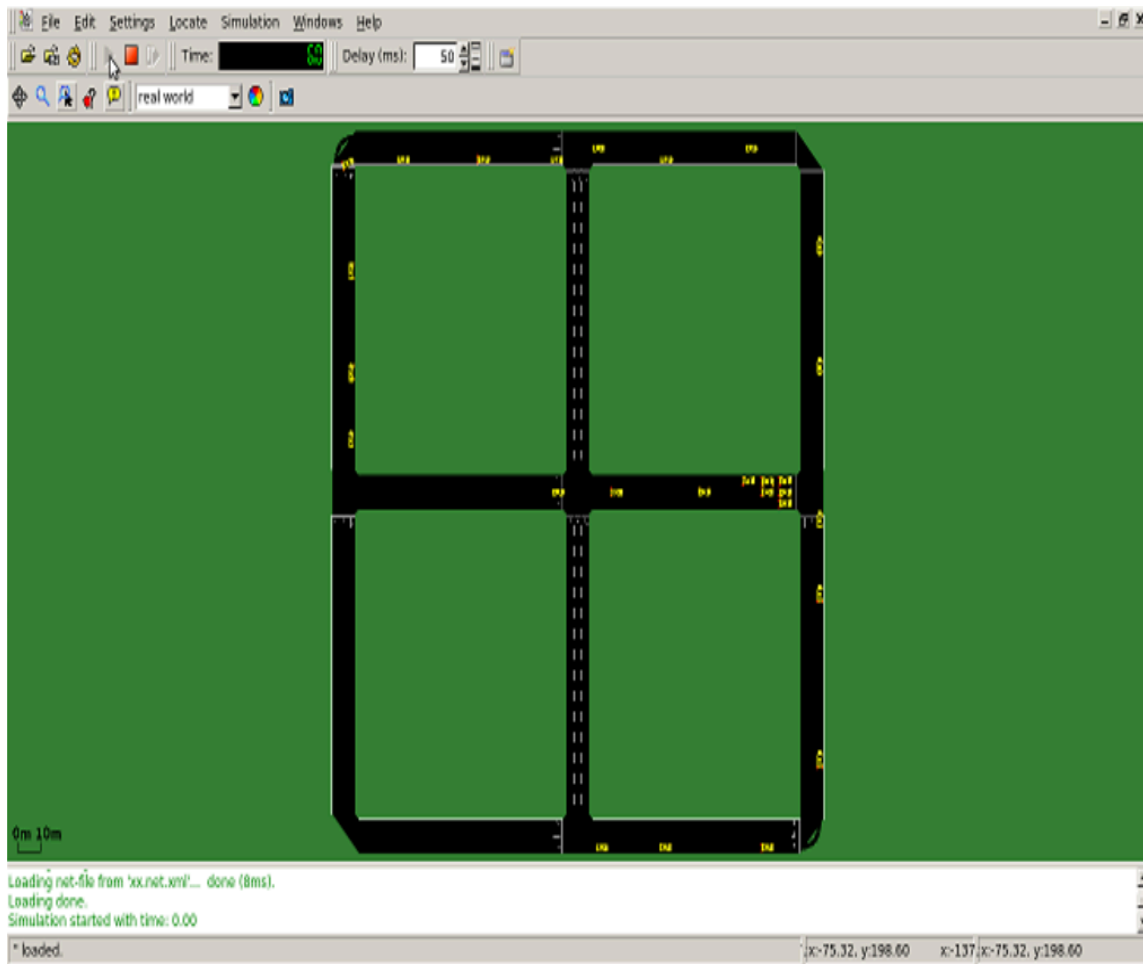 File Edit Settings Locate Simulation Windows Help
Time: 60 Delay (ms): 50
real world
0m 10m
Loading net-file from 'xx.net.xml'... done (8ms).
Loading done.
Simulation started with time: 0.00
" loaded. x:-75.32, y:198.60 x:-137 x:-75.32, y:198.60